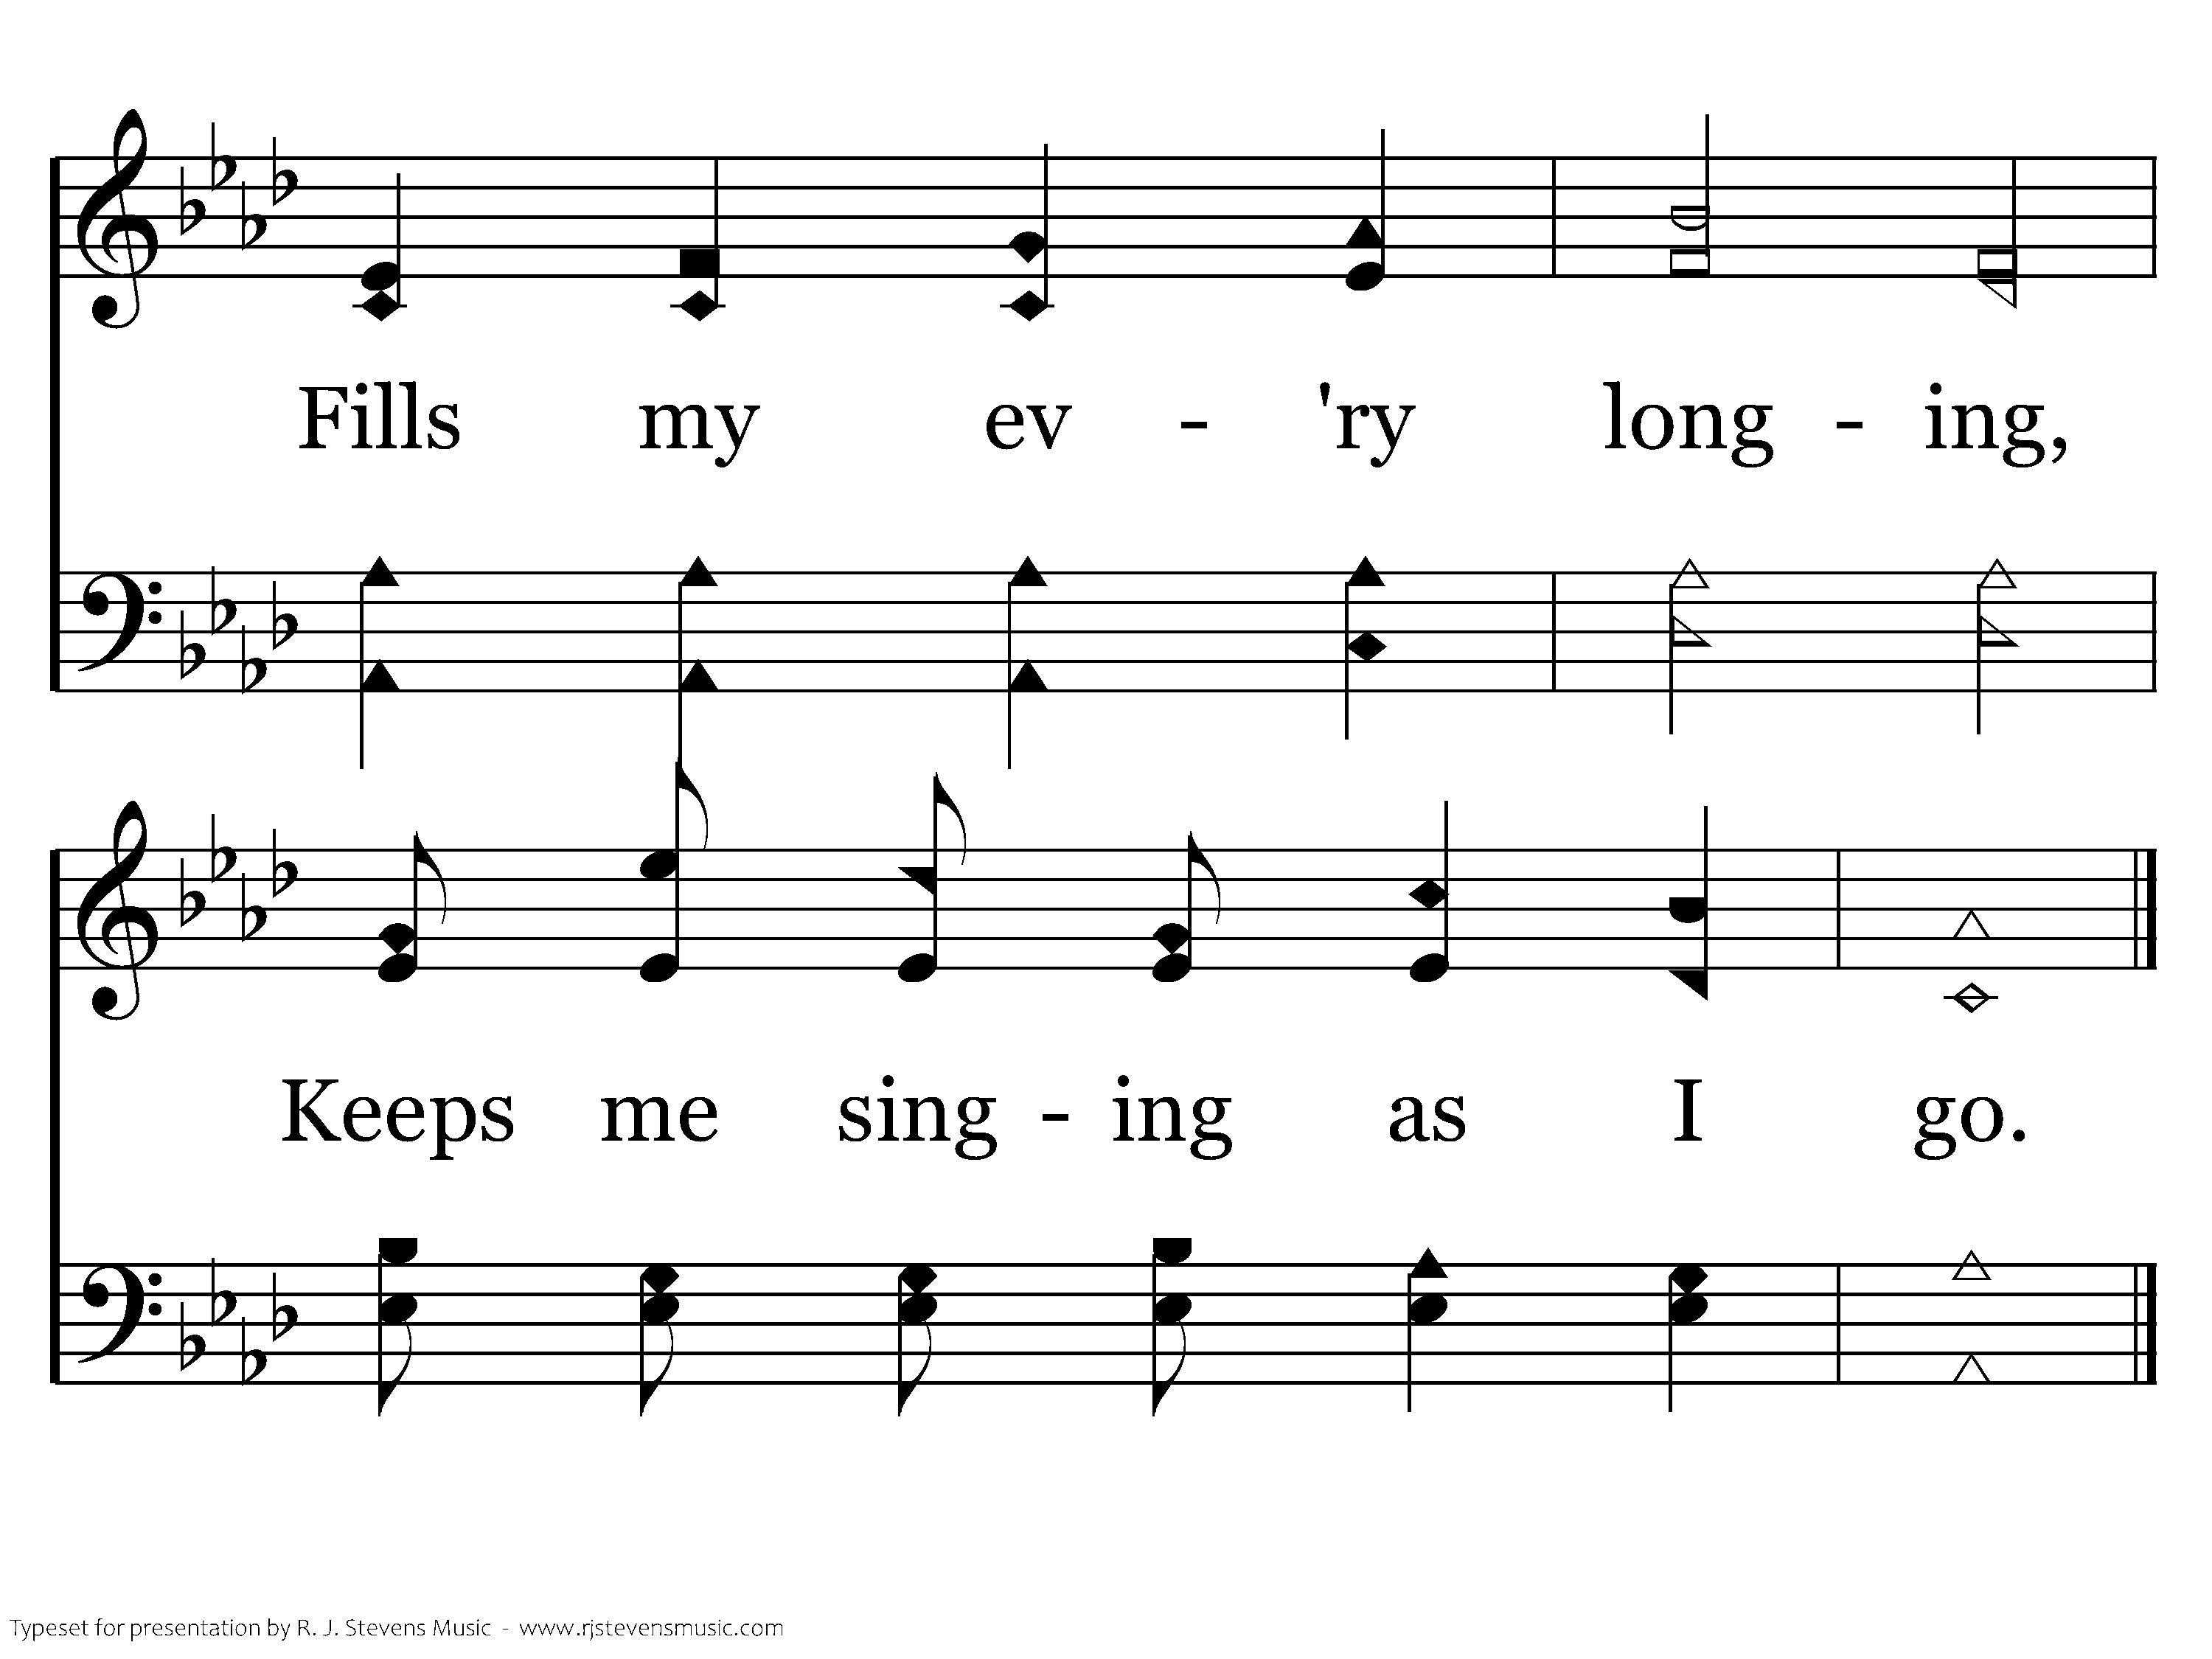 Fills my ev - 'ry long - ing,
Keeps me sing - ing as I go.
Typeset for presentation by R. J. Stevens Music - www.rjstevensmusic.com